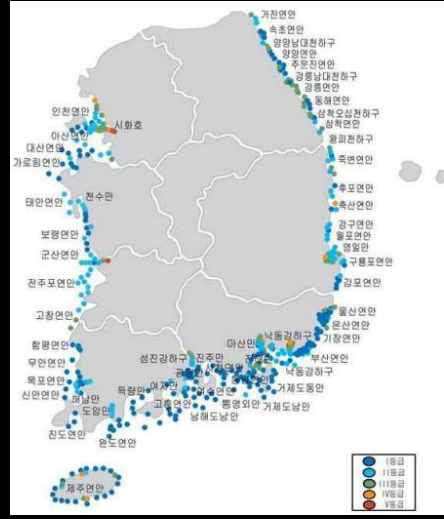 거진연안
속초연안
양양남대천하구
양양연안
주문진연안
강릉남대천하구
강릉연안
동해연안
삼척오십천하구
삼척연안
왕피천하구
죽변연안
후포연안
축산연안
강구연안
월포연안
영일만
구룡포연안
감포연안
울산연안
온산연안
기장연안
부산연안
낙동강하구
낙동강하구
마산만
거제도동안
거제도남안
통영외안
남해도남안
진주만
섬진강하구
여자만
고흥연안
득량만
완도연안
도암만
진도연안
해남만
신안연안
목포연안
무안연안
함평연안
고창연안
전주포연안
군산연안
보령연안
태안연안
천수만
가로림연안
대산연안
아산연안
인천연안
시화호
제주연안
I등급
II등급
III등급
IV등급
V등급